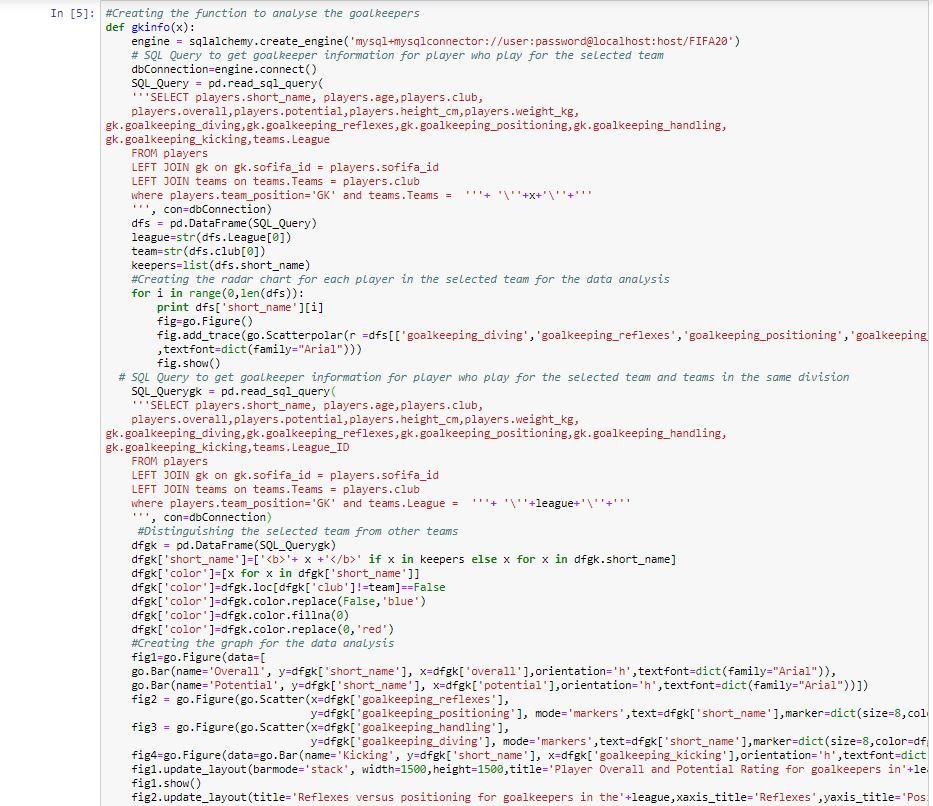 In [5]: #Creating the function to analyse the goalkeepers
def gkinfo(x):
    engine = sqlalchemy.create_engine('mysql+mysqlconnector://user:password@localhost:host/FIFA20')
    # SQL Query to get goalkeeper information for player who play for the selected team
    dbConnection=engine.connect()
    SQL_Query = pd.read_sql_query(
    '''SELECT players.short_name, players.age,players.club,
    players.overall,players.potential,players.height_cm,players.weight_kg,
gk.goalkeeping_diving,gk.goalkeeping_reflexes,gk.goalkeeping_positioning,gk.goalkeeping_handling,
gk.goalkeeping_kicking,teams.League
    FROM players
    LEFT JOIN gk on gk.sofifa_id = players.sofifa_id
    LEFT JOIN teams on teams.Teams = players.club
    where players.team_position='GK' and teams.Teams =  '''+ '\''+x+'\''+'''
    ''', con=dbConnection)
    dfs = pd.DataFrame(SQL_Query)
    league=str(dfs.League[0])
    team=str(dfs.club[0])
    keepers=list(dfs.short_name)
    #Creating the radar chart for each player in the selected team for the data analysis
    for i in range(0,len(dfs)):
        print dfs['short_name'][i]
        fig=go.Figure()
        fig.add_trace(go.Scatterpolar(r =dfs[['goalkeeping_diving','goalkeeping_reflexes','goalkeeping_positioning','goalkeeping_
        ,textfont=dict(family="Arial")))
        fig.show()
  # SQL Query to get goalkeeper information for player who play for the selected team and teams in the same division
    SQL_Querygk = pd.read_sql_query(
    '''SELECT players.short_name, players.age,players.club,
    players.overall,players.potential,players.height_cm,players.weight_kg,
gk.goalkeeping_diving,gk.goalkeeping_reflexes,gk.goalkeeping_positioning,gk.goalkeeping_handling,
gk.goalkeeping_kicking,teams.League_ID
    FROM players
    LEFT JOIN gk on gk.sofifa_id = players.sofifa_id
    LEFT JOIN teams on teams.Teams = players.club
    where players.team_position='GK' and teams.League =  '''+ '\''+league+'\''+'''
    ''', con=dbConnection)
     #Distinguishing the selected team from other teams
    dfgk = pd.DataFrame(SQL_Querygk)
    dfgk['short_name']=['<b>'+ x +'</b>' if x in keepers else x for x in dfgk.short_name]
    dfgk['color']=[x for x in dfgk['short_name']]
    dfgk['color']=dfgk.loc[dfgk['club']!=team]==False
    dfgk['color']=dfgk.color.replace(False,'blue')
    dfgk['color']=dfgk.color.fillna(0)
    dfgk['color']=dfgk.color.replace(0,'red')
    #Creating the graph for the data analysis
    fig1=go.Figure(data=[
    go.Bar(name='Overall', y=dfgk['short_name'], x=dfgk['overall'],orientation='h',textfont=dict(family="Arial")),
    go.Bar(name='Potential', y=dfgk['short_name'], x=dfgk['potential'],orientation='h',textfont=dict(family="Arial"))])
    fig2 = go.Figure(go.Scatter(x=dfgk['goalkeeping_reflexes'],
                                y=dfgk['goalkeeping_positioning'], mode='markers',text=dfgk['short_name'],marker=dict(size=8,col
    fig3 = go.Figure(go.Scatter(x=dfgk['goalkeeping_handling'],
                                y=dfgk['goalkeeping_diving'], mode='markers',text=dfgk['short_name'],marker=dict(size=8,color=df
    fig4=go.Figure(data=go.Bar(name='Kicking', y=dfgk['short_name'], x=dfgk['goalkeeping_kicking'],orientation='h',textfont=dict
    fig1.update_layout(barmode='stack', width=1500,height=1500,title='Player Overall and Potential Rating for goalkeepers in'+le
    fig1.show()
    fig2.update_layout(title='Reflexes versus positioning for goalkeepers in the'+league,xaxis_title='Reflexes',yaxis_title='Pos